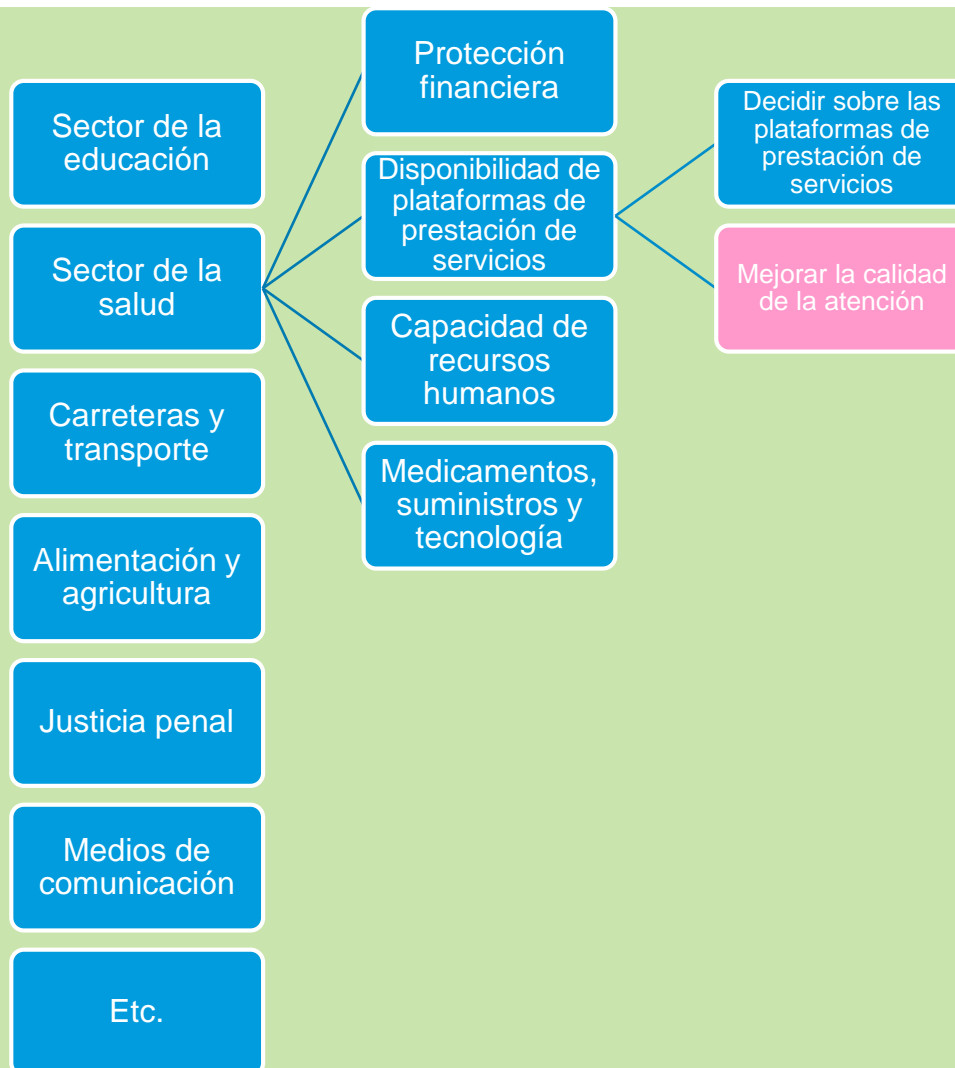 Sector de la
educación
Sector de la
salud
Carreteras y
transporte
Alimentación y
agricultura
Justicia penal
Medios de
comunicación
Etc.
Protección
financiera
Disponibilidad de
plataformas de
prestación de
servicios
Capacidad de
recursos
humanos
Medicamentos,
suministros y
tecnología
Decidir sobre las
plataformas de
prestación de
servicios
Mejorar la calidad
de la atención